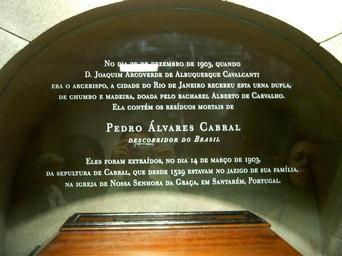 No dia 30 de dezembro de 1903, quando
D. Joaquim Arcoverde de Albuquerque Cavalcanti
era o arcebispo, a cidade do Rio de Janeiro recebeu esta urna dupla,
de chumbo e madeira, doada pelo bacharel Alberto de Carvalho.
Ela contém os resíduos mortais de
Pedro Álvares Cabral
descobridor do Brasil
Eles foram extraídos, no dia 14 de março de 1903,
da sepultura de Cabral, que desde 1529 estavam no jazigo de sua família,
na igreja de Nossa Senhora da Graça, em Santarém, Portugal.